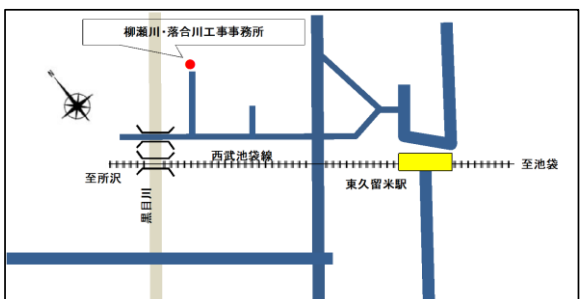 柳瀬川・落合川工事事務所
N
西武池袋線
至池袋
至所沢
東久留米駅
黒目川